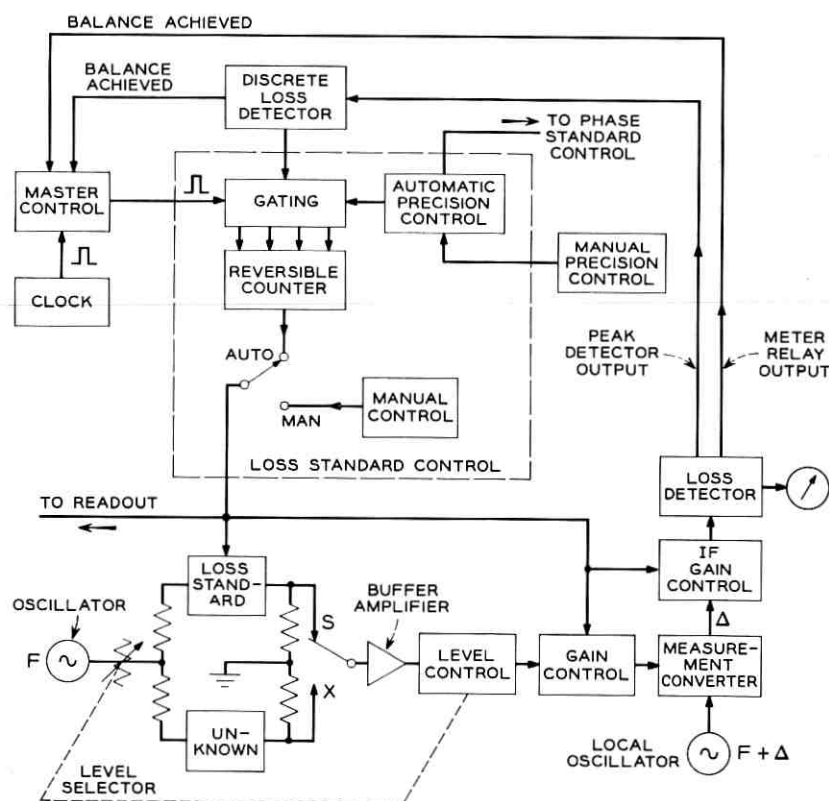 BALANCE ACHIEVED
BALANCE
ACHIEVED
DISCRETE
LOSS
DETECTOR
TO PHASE
STANDARD
CONTROL
MASTER
CONTROL
GATING
AUTOMATIC
PRECISION
CONTROL
MANUAL
PRECISION
CONTROL
CLOCK
REVERSIBLE
COUNTER
AUTO
MAN
MANUAL
CONTROL
LOSS STANDARD CONTROL
PEAK
DETECTOR
OUTPUT
METER
RELAY
OUTPUT
LOSS
DETECTOR
TO READOUT
IF
GAIN
CONTROL
Δ
LOSS
STAND-
ARD
OSCILLATOR
F
S
X
BUFFER
AMPLIFIER
LEVEL
CONTROL
GAIN
CONTROL
MEASURE-
MENT
CONVERTER
UN-
KNOWN
LEVEL
SELECTOR
LOCAL
OSCILLATOR
F + Δ